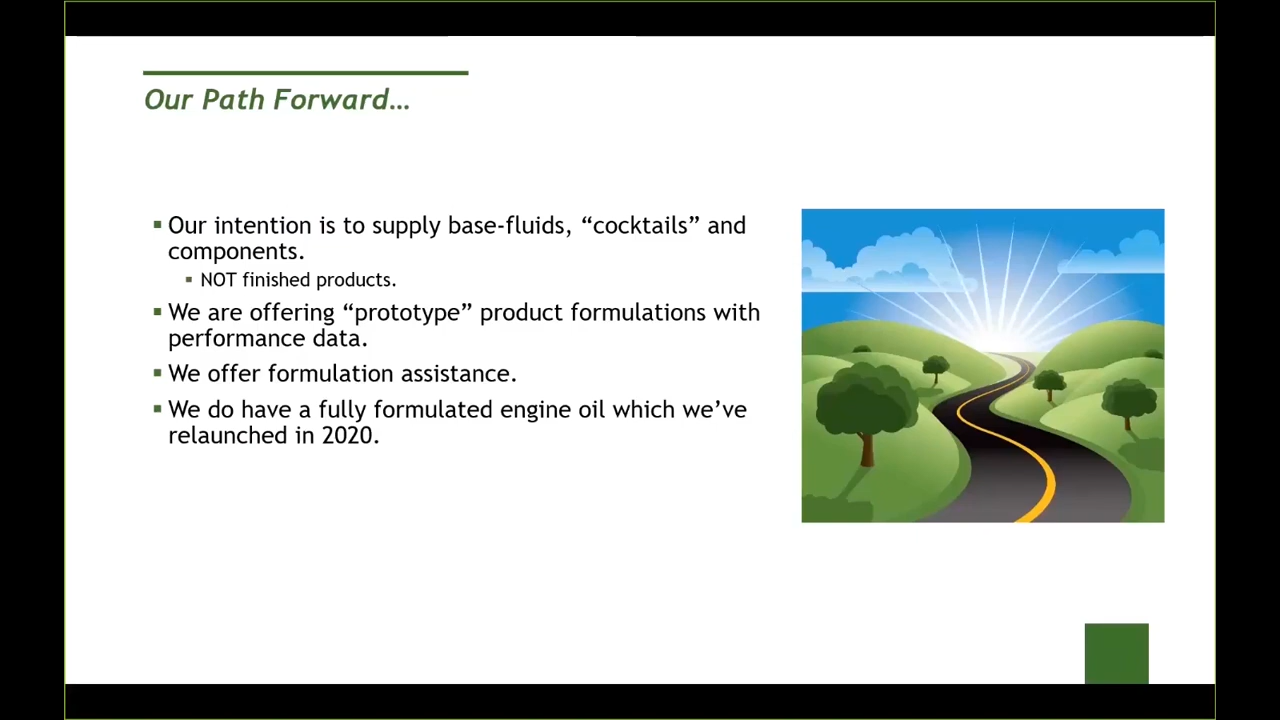 Our Path Forward…
Our intention is to supply base-fluids, “cocktails” and
components.
NOT finished products.
We are offering “prototype” product formulations with
performance data.
We offer formulation assistance.
We do have a fully formulated engine oil which we’ve
relaunched in 2020.